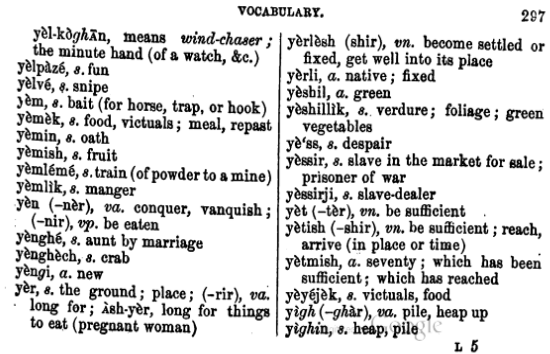 VOCABULARY. 297
yèl-kòghān, means wind-chaser;
the minute hand (of a watch, &c.)
yèlpàzé, s. fun
yèlvé, s. snipe
yèm, s. bait (for horse, trap, or hook)
yèmèk, s. food, victuals; meal, repast
yèmin, s. oath
yèmish, s. fruit
yèmlémé, s. train (of powder to a mine)
yèmlìk, s. manger
yèn (-nèr), va. conquer, vanquish;
(-nir), vp. be eaten
yènghé, s. aunt by marriage
yènghèch, s. crab
yèngi, a. new
yèr, s. the ground; place; (-rir), va.
long for; Àsh-yèr, long for things
to eat (pregnant woman)
yèrlèsh (shir), vn. become settled or
fixed, get well into its place
yèrli, a. native; fixed
yèshil, a. green
yèshillìk, s. verdure; foliage; green
vegetables
yè'ss, s. despair
yèssir, s. slave in the market for sale;
prisoner of war
yèssirji, s. slave-dealer
yèt (-tèr), vn. be sufficient
yètish (-shir), vn. be sufficient; reach,
arrive (in place or time)
yètmish, a. seventy; which has been
sufficient; which has reached
yèyéjèk, s. victuals, food
yìgh (-ghàr), va. pile, heap up
yìghin, s. heap, pile
L 5